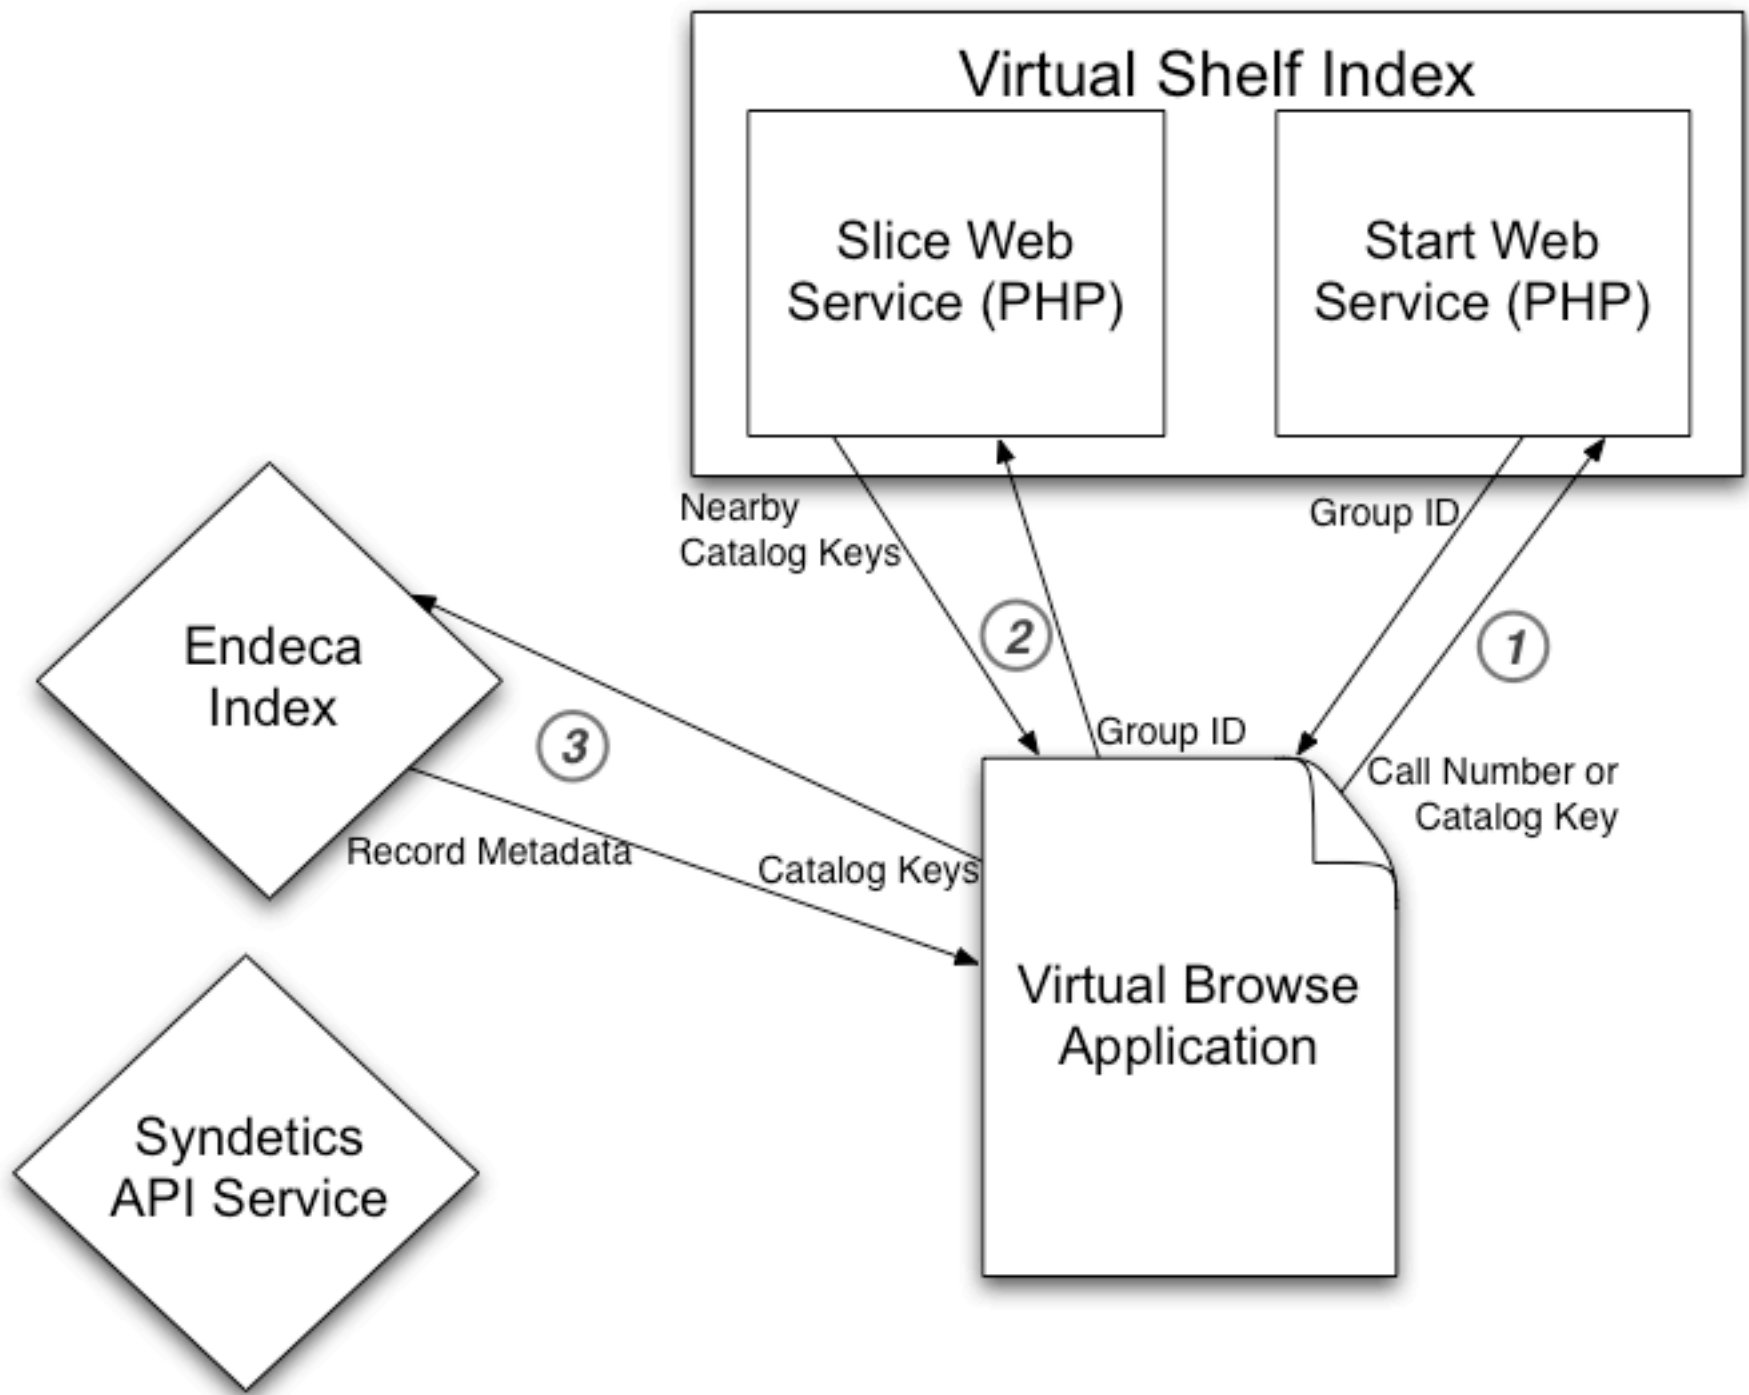 Virtual Shelf Index
Slice Web
Service (PHP)
Start Web
Service (PHP)
Nearby
Catalog Keys
Group ID
2
1
Endeca
Index
3
Group ID
Call Number or
Catalog Key
Record Metadata
Catalog Keys
Virtual Browse
Application
Syndetics
API Service